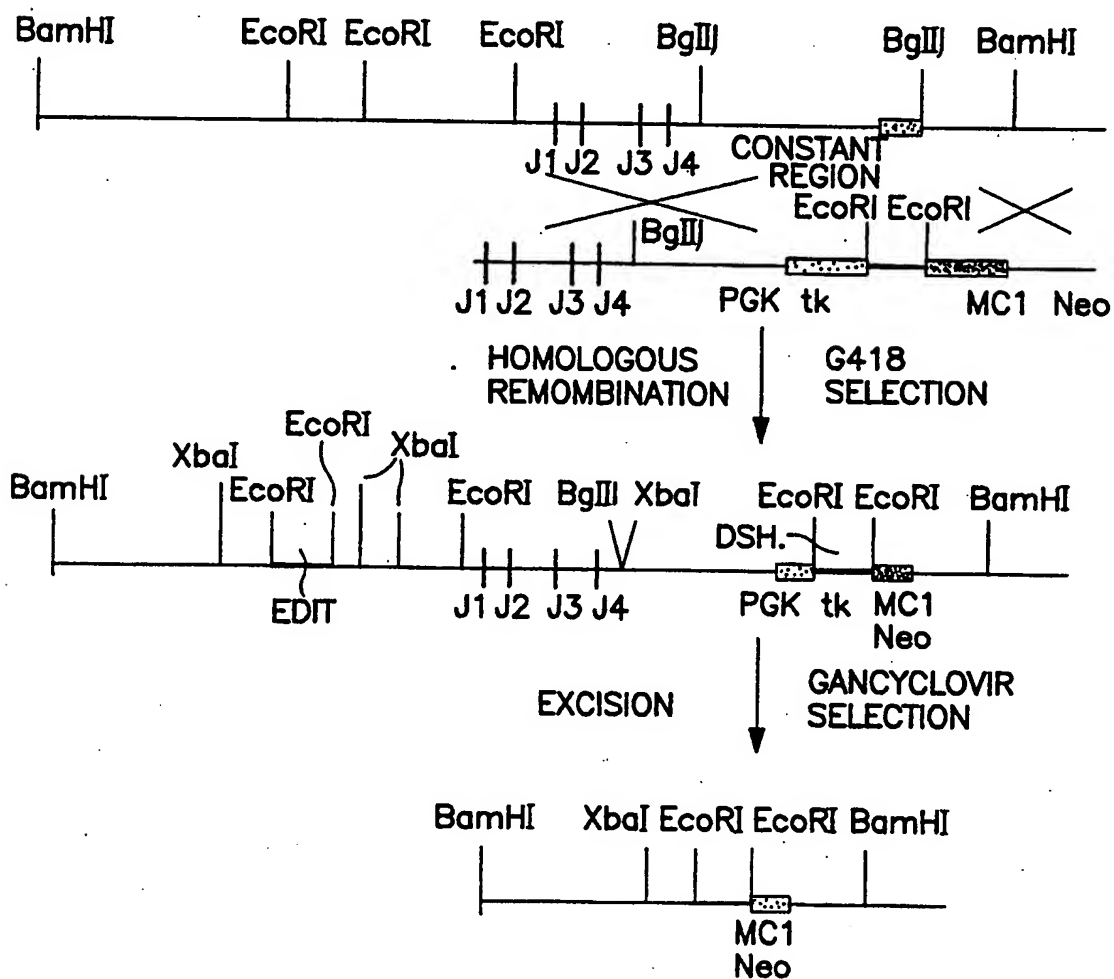 BamHI EcoRI EcoRI EcoRI BglII BglII BamHI
J1 J2 J3 J4
CONSTANT
REGION
EcoRI EcoRI
BglII
J1 J2 J3 J4 PGK tk MC1 Neo
HOMOLOGOUS
REMOMBINATION
G418
SELECTION
EcoRI
XbaI XbaI
BamHI EcoRI EcoRI BglII XbaI EcoRI EcoRI BamHI
DSH.
EDIT
J1 J2 J3 J4 PGK tk MC1
Neo
EXCISION
GANCYCLOVIR
SELECTION
BamHI XbaI EcoRI EcoRI BamHI
MC1
Neo